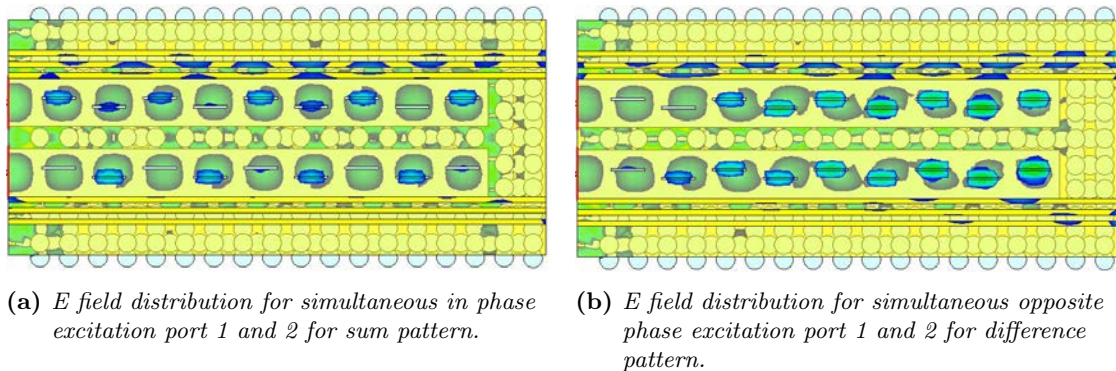 (a) E field distribution for simultaneous in phase
excitation port 1 and 2 for sum pattern.
(b) E field distribution for simultaneous opposite
phase excitation port 1 and 2 for difference
pattern.